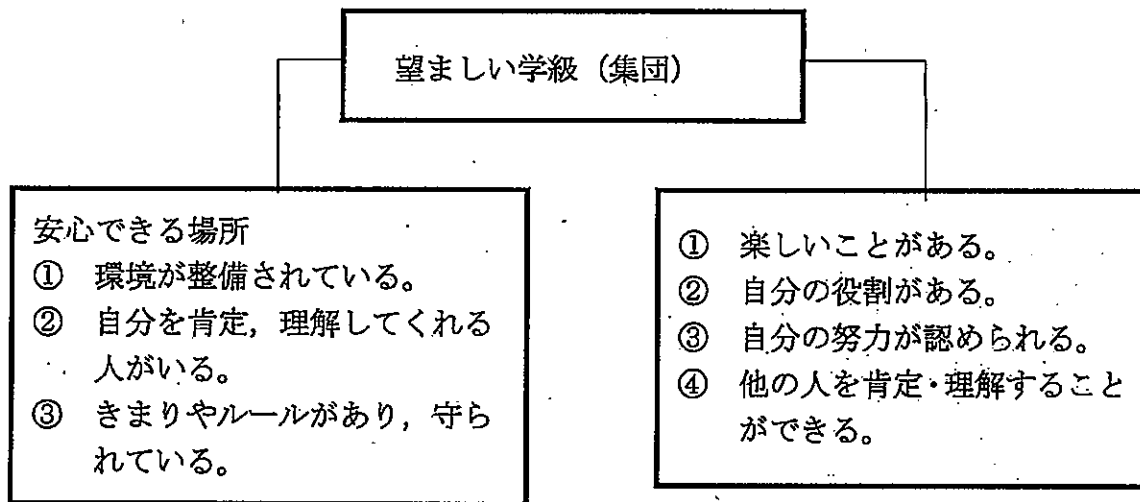 望ましい学級（集団）
安心できる場所
① 環境が整備されている。
② 自分を肯定，理解してくれる
人がいる。
③ きまりやルールがあり，守ら
れている。
① 楽しいことがある。
② 自分の役割がある。
③ 自分の努力が認められる。
④ 他の人を肯定・理解すること
ができる。